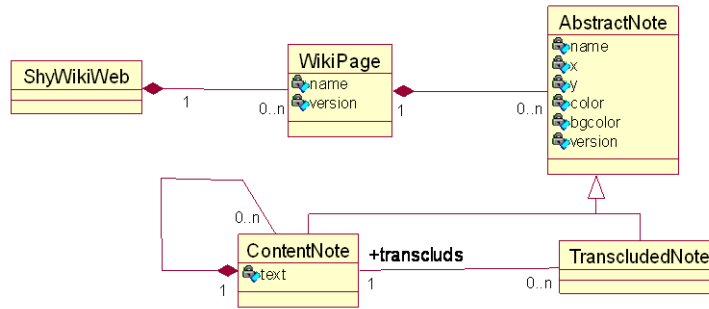 AbstractNote
name
x
y
color
bgcolor
version
WikiPage
name
version
ShyWikiWeb
1
0..n
1
0..n
0..n
ContentNote
text
1
+transcluds
1
0..n
TranscludedNote